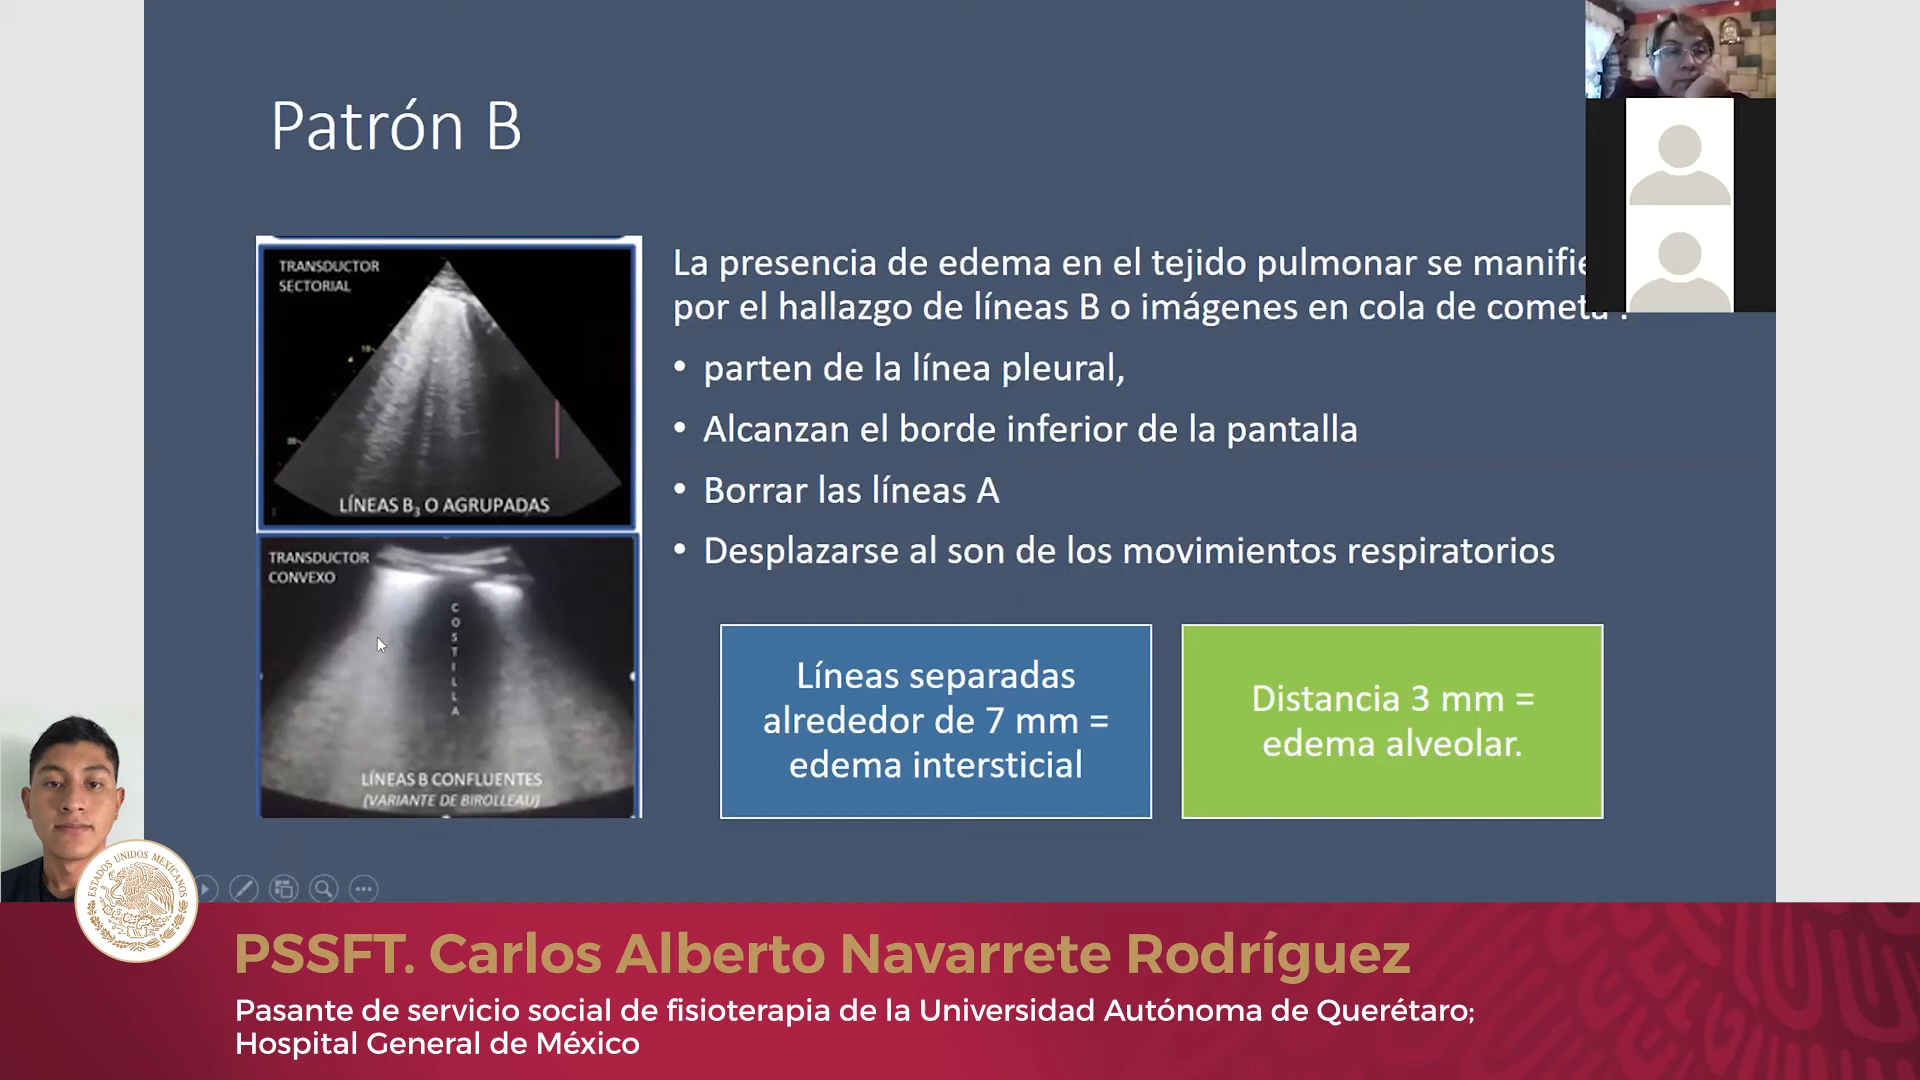 Patrón B
TRANSDUCTOR
SECTORIAL
LÍNEAS B3 O AGRUPADAS
TRANSDUCTOR
CONVEXO
COSTILLA
LÍNEAS B CONFLUENTES
(VARIANTE DE BIROLLEAU)
La presencia de edema en el tejido pulmonar se manifie
por el hallazgo de líneas B o imágenes en cola de cometa .
• parten de la línea pleural,
• Alcanzan el borde inferior de la pantalla
• Borrar las líneas A
• Desplazarse al son de los movimientos respiratorios
Líneas separadas
alrededor de 7 mm =
edema intersticial
Distancia 3 mm =
edema alveolar.
ESTADOS UNIDOS MEXICANOS
PSSFT. Carlos Alberto Navarrete Rodríguez
Pasante de servicio social de fisioterapia de la Universidad Autónoma de Querétaro;
Hospital General de México